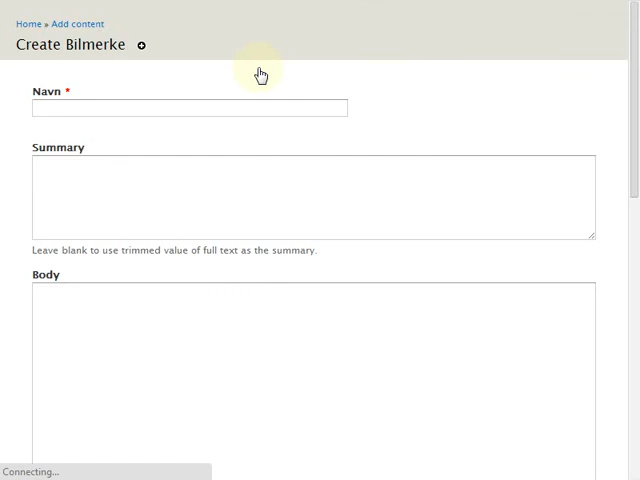 Home » Add content
Create Bilmerke
Navn *
Summary
Leave blank to use trimmed value of full text as the summary.
Body
Connecting...